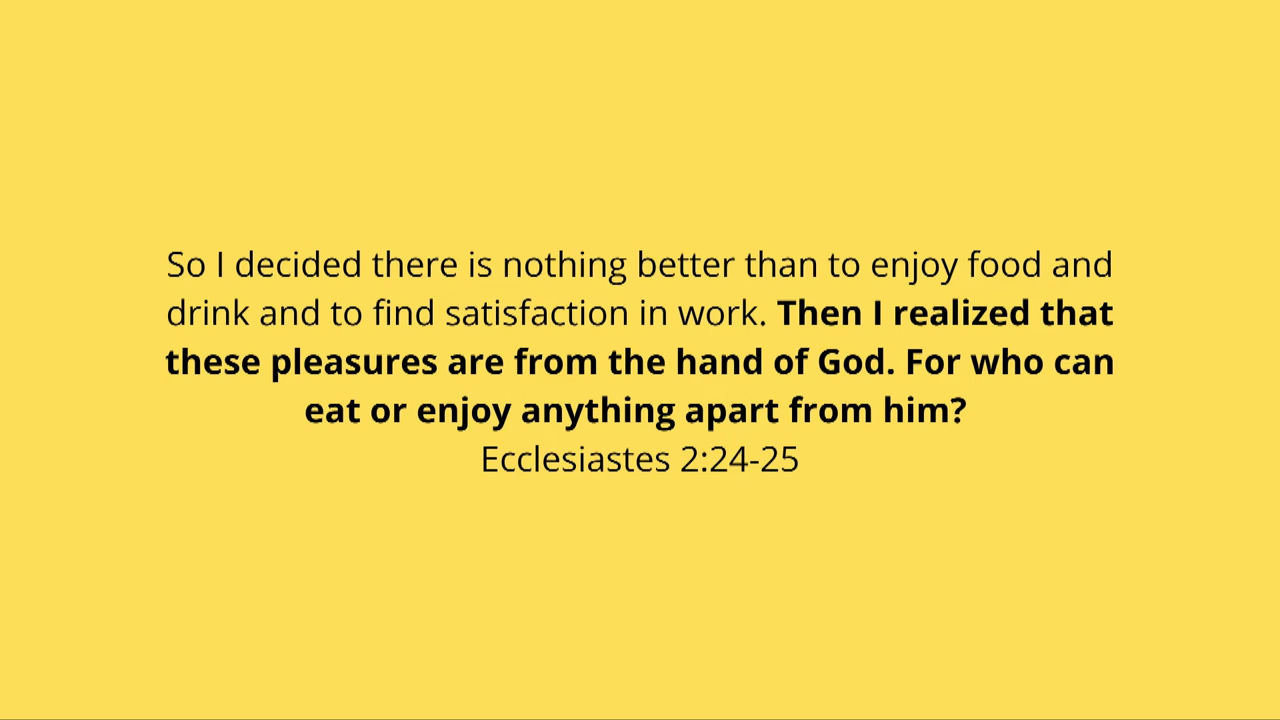 So I decided there is nothing better than to enjoy food and
drink and to find satisfaction in work. Then I realized that
these pleasures are from the hand of God. For who can
eat or enjoy anything apart from him?
Ecclesiastes 2:24-25